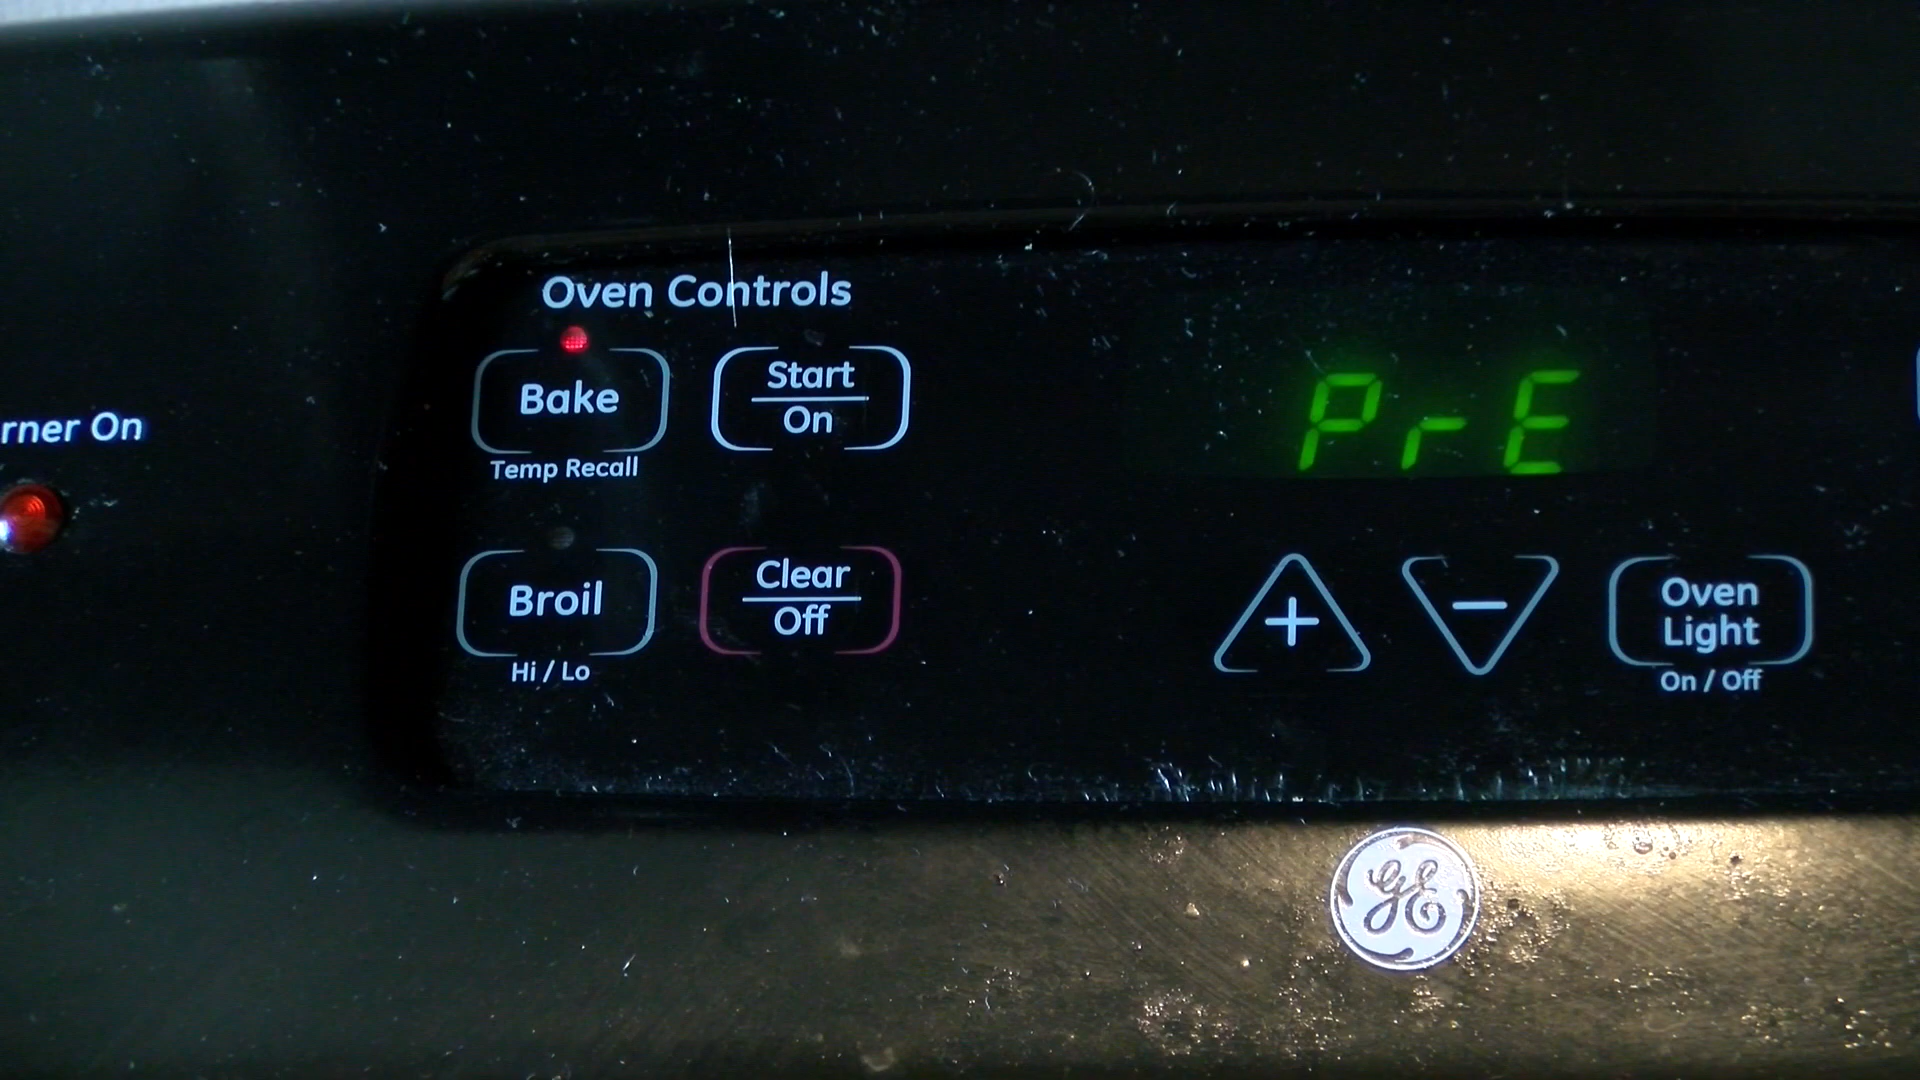 Oven Controls
Bake
Temp Recall
Start
On
PrE
rner On
Broil
Hi / Lo
Clear
Off
+
−
Oven
Light
On / Off
GE